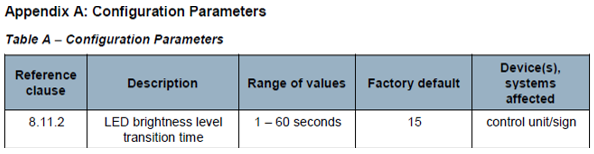 Appendix A: Configuration Parameters
Table A – Configuration Parameters
Reference clause Description Range of values Factory default Device(s), systems affected
8.11.2 LED brightness level transition time 1 – 60 seconds 15 control unit/sign